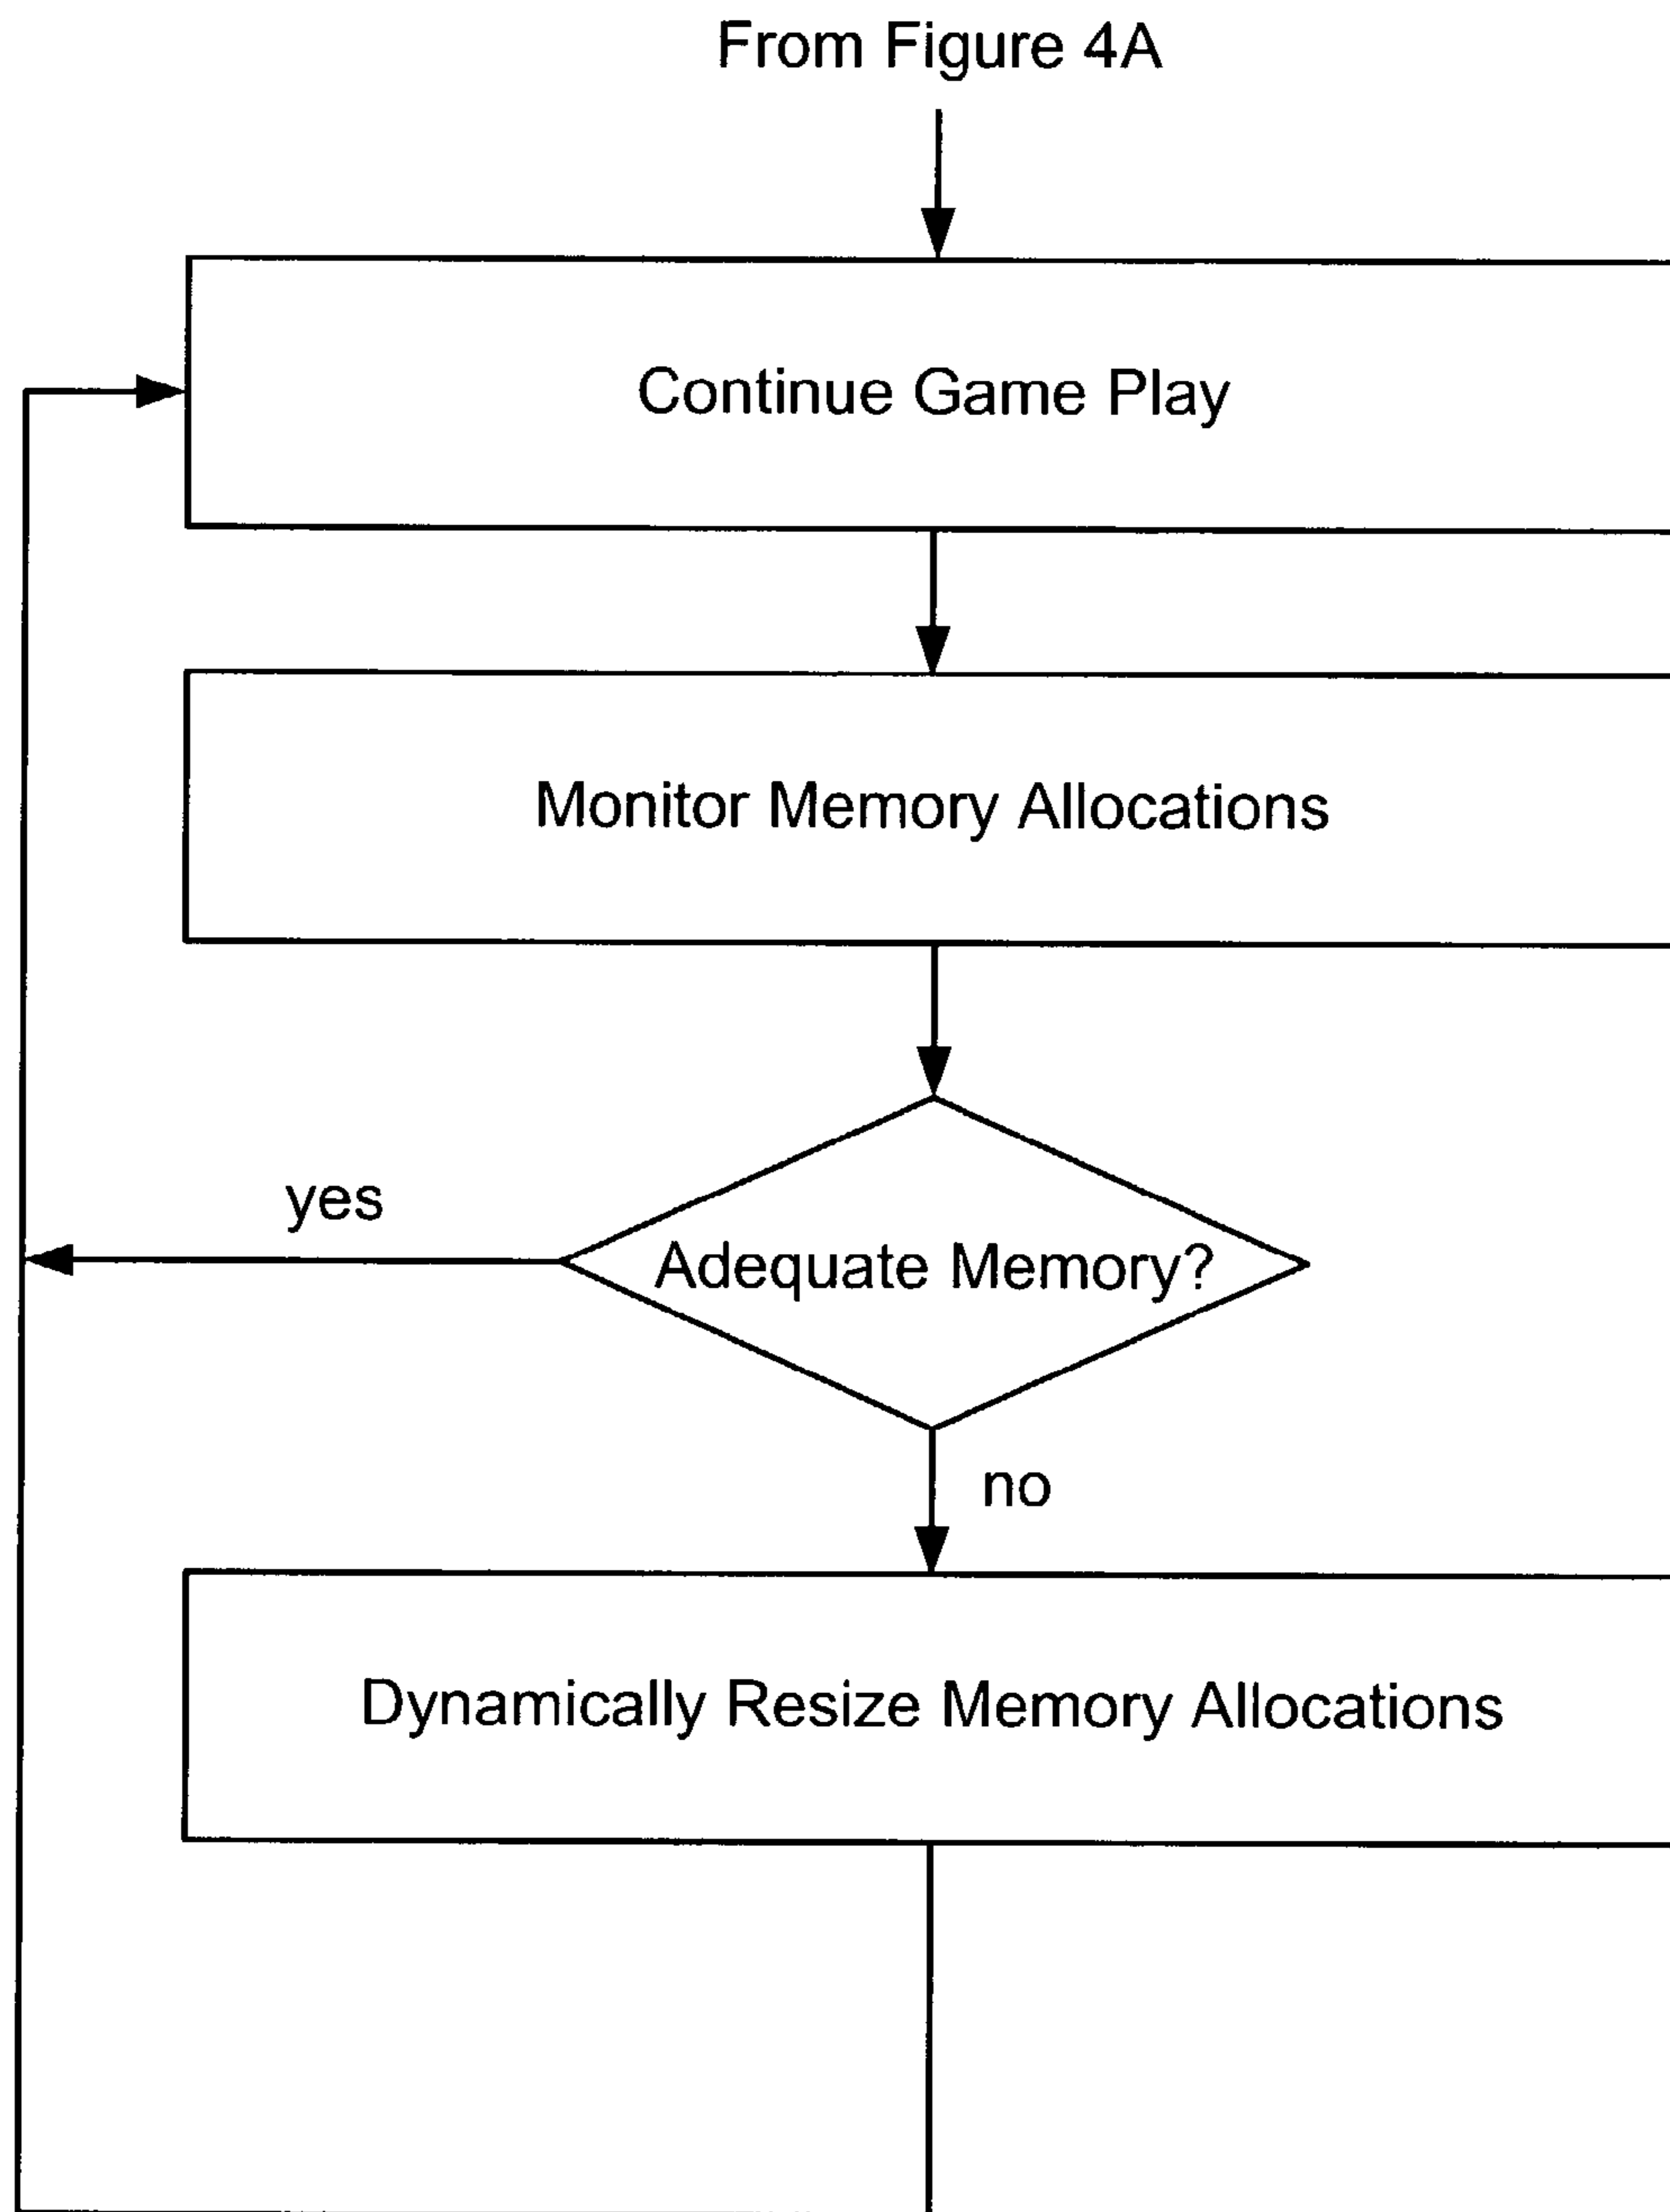 From Figure 4A
Continue Game Play
Monitor Memory Allocations
yes
Adequate Memory?
no
Dynamically Resize Memory Allocations